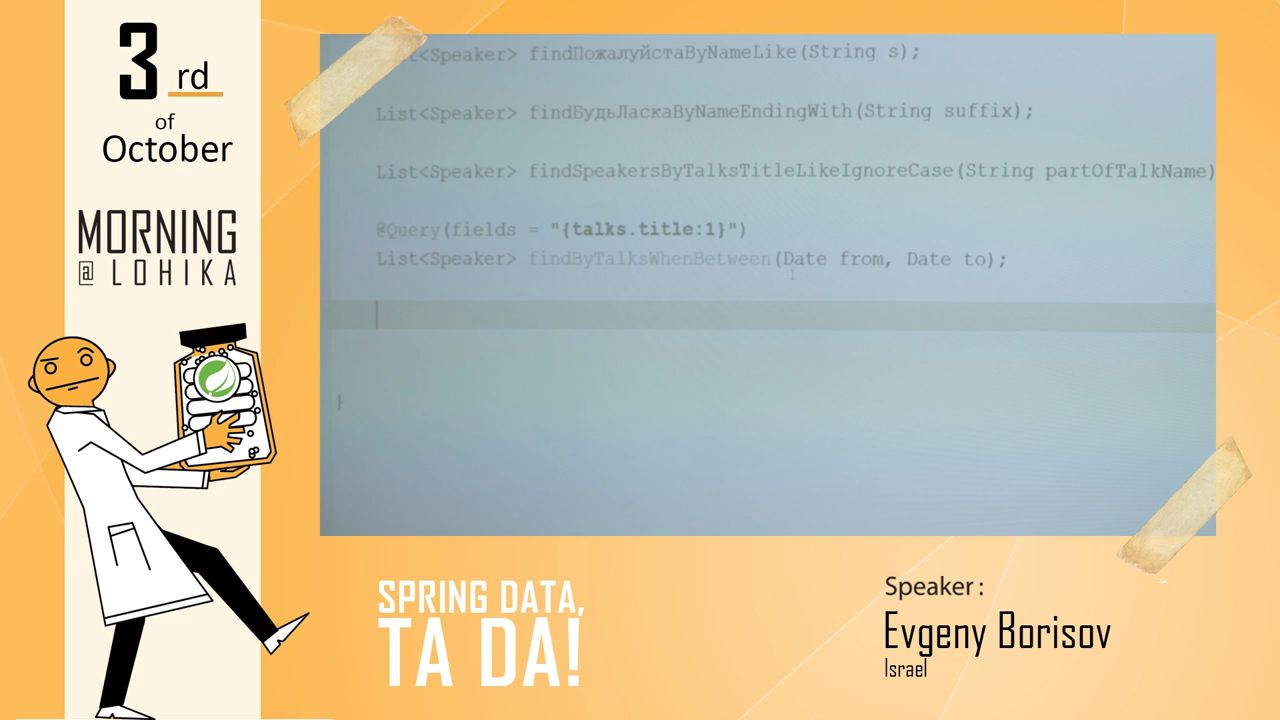 3 rd
of
October
MORNING
@ LOHIKA
<Speaker> findПожалуйстаByNameLike(String s);
List<Speaker> findБудьЛаскаByNameEndingWith(String suffix);
List<Speaker> findSpeakersByTalksTitleLikeIgnoreCase(String partOfTalkName)
@Query(fields = "{talks.title:1}")
List<Speaker> findByTalksWhenBetween(Date from, Date to);
}
SPRING DATA,
TA DA!
Speaker :
Evgeny Borisov
Israel